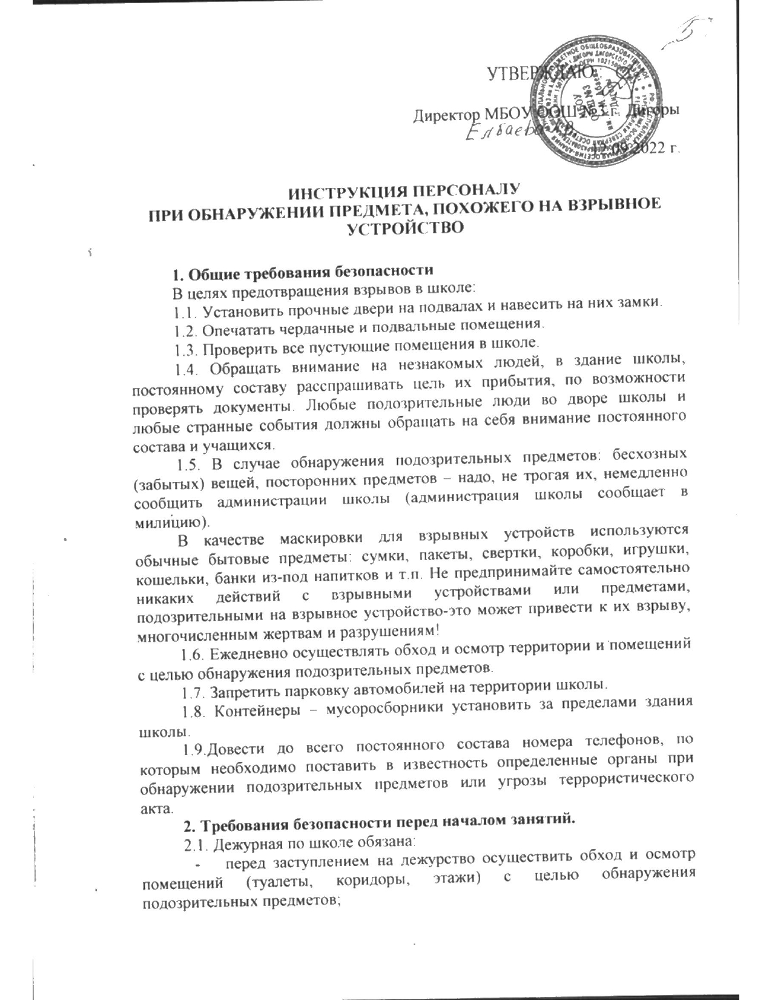 5
УТВЕРЖДАЮ:
Директор МБОУ ООШ №3 г. Дигоры
Елбаева
12.09.2022 г.
ИНСТРУКЦИЯ ПЕРСОНАЛУ
ПРИ ОБНАРУЖЕНИИ ПРЕДМЕТА, ПОХОЖЕГО НА ВЗРЫВНОЕ
УСТРОЙСТВО
1. Общие требования безопасности
В целях предотвращения взрывов в школе:
1.1. Установить прочные двери на подвалах и навесить на них замки.
1.2. Опечатать чердачные и подвальные помещения.
1.3. Проверить все пустующие помещения в школе.
1.4. Обращать внимание на незнакомых людей, в здание школы,
постоянному составу расспрашивать цель их прибытия, по возможности
проверять документы. Любые подозрительные люди во дворе школы и
любые странные события должны обращать на себя внимание постоянного
состава и учащихся.
1.5. В случае обнаружения подозрительных предметов: бесхозных
(забытых) вещей, посторонних предметов – надо, не трогая их, немедленно
сообщить администрации школы (администрация школы сообщает в
милицию).
В качестве маскировки для взрывных устройств используются
обычные бытовые предметы: сумки, пакеты, свертки, коробки, игрушки,
кошельки, банки из-под напитков и т.п. Не предпринимайте самостоятельно
никаких действий с взрывными устройствами или предметами,
подозрительными на взрывное устройство-это может привести к их взрыву,
многочисленным жертвам и разрушениям!
1.6. Ежедневно осуществлять обход и осмотр территории и помещений
с целью обнаружения подозрительных предметов.
1.7. Запретить парковку автомобилей на территории школы.
1.8. Контейнеры – мусоросборники установить за пределами здания
школы.
1.9.Довести до всего постоянного состава номера телефонов, по
которым необходимо поставить в известность определенные органы при
обнаружении подозрительных предметов или угрозы террористического
акта.
2. Требования безопасности перед началом занятий.
2.1. Дежурная по школе обязана:
- перед заступлением на дежурство осуществить обход и осмотр
помещений (туалеты, коридоры, этажи) с целью обнаружения
подозрительных предметов;